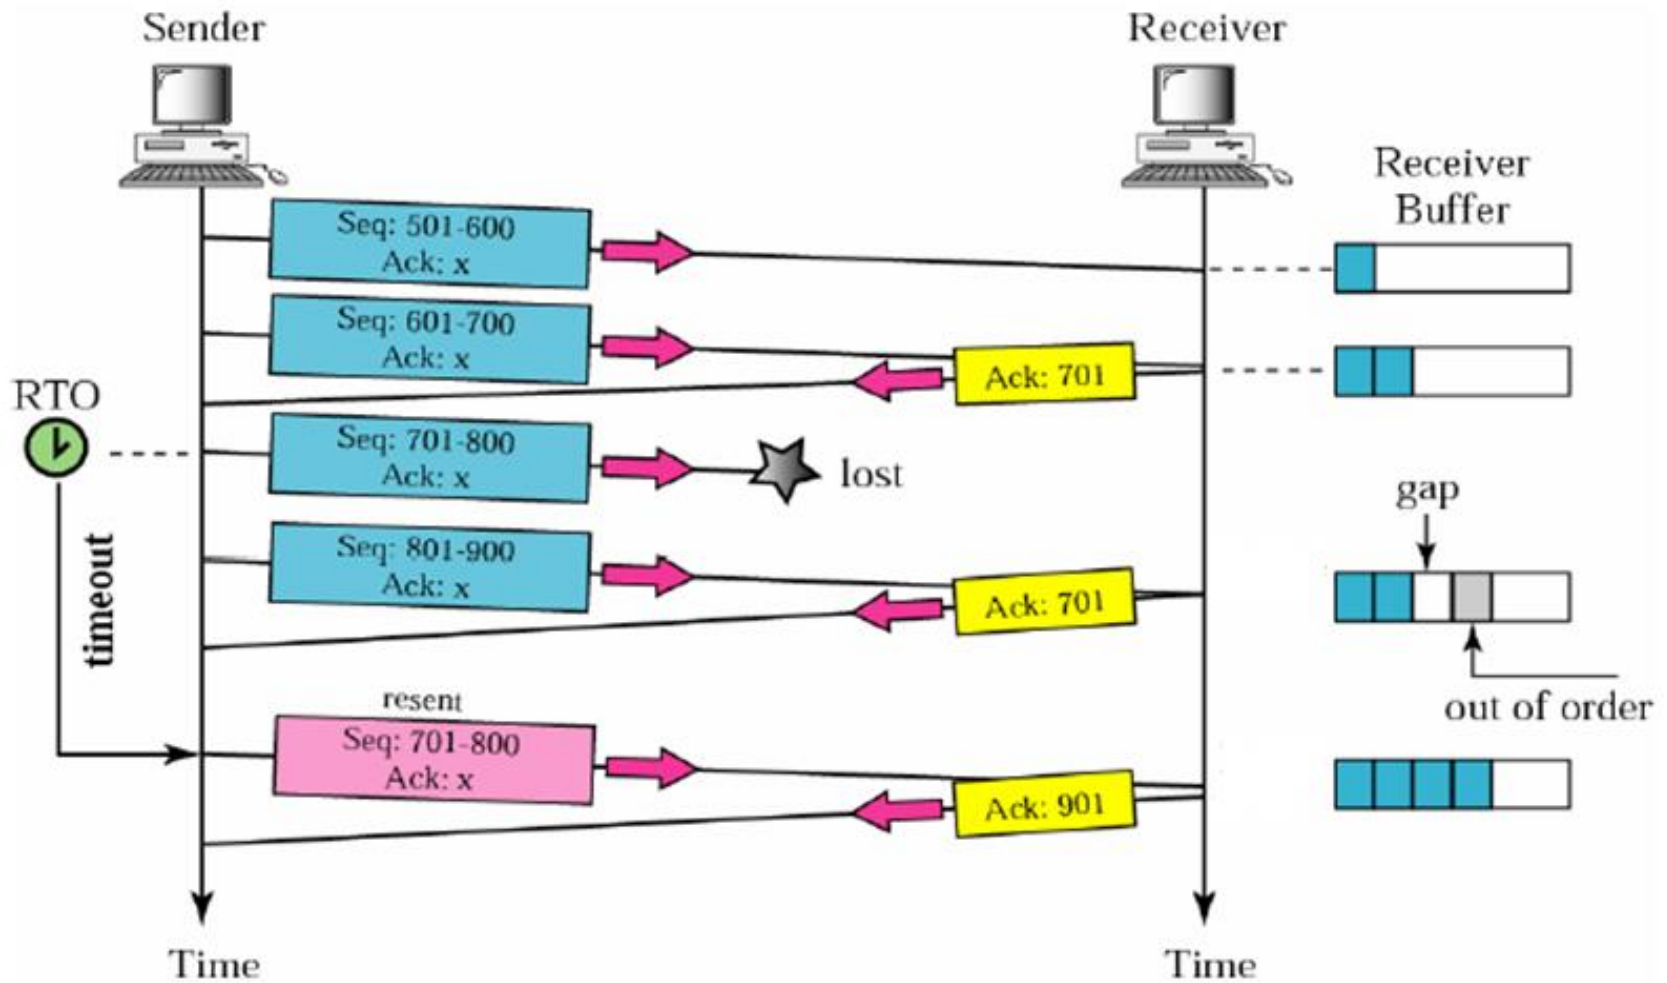 Sender
Receiver
Receiver
Buffer
Seq: 501-600
Ack: x
Seq: 601-700
Ack: x
Ack: 701
RTO
Seq: 701-800
Ack: x
lost
gap
timeout
Seq: 801-900
Ack: x
Ack: 701
out of order
resent
Seq: 701-800
Ack: x
Ack: 901
Time
Time